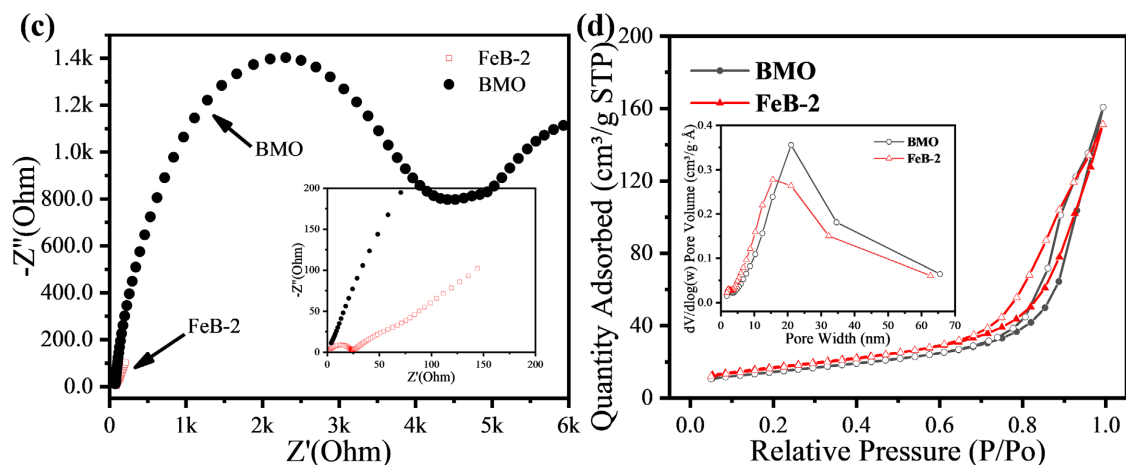 (c)
1.4k
1.2k
1.0k
800.0
600.0
400.0
200.0
0.0
-Z"(Ohm)
1k
2k
3k
4k
5k
6k
Z'(Ohm)
FeB-2
BMO
BMO
FeB-2
200
150
100
50
0
-Z"(Ohm)
0
50
100
150
200
Z'(Ohm)
(d)
200
160
120
80
40
0
Quantity Adsorbed (cm³/g STP)
0.0
0.2
0.4
0.6
0.8
1.0
Relative Pressure (P/Po)
BMO
FeB-2
0.4
0.3
0.2
0.1
0.0
dV/dlog(w) Pore Volume (cm³/g·Å)
0
10
20
30
40
50
60
70
Pore Width (nm)
BMO
FeB-2